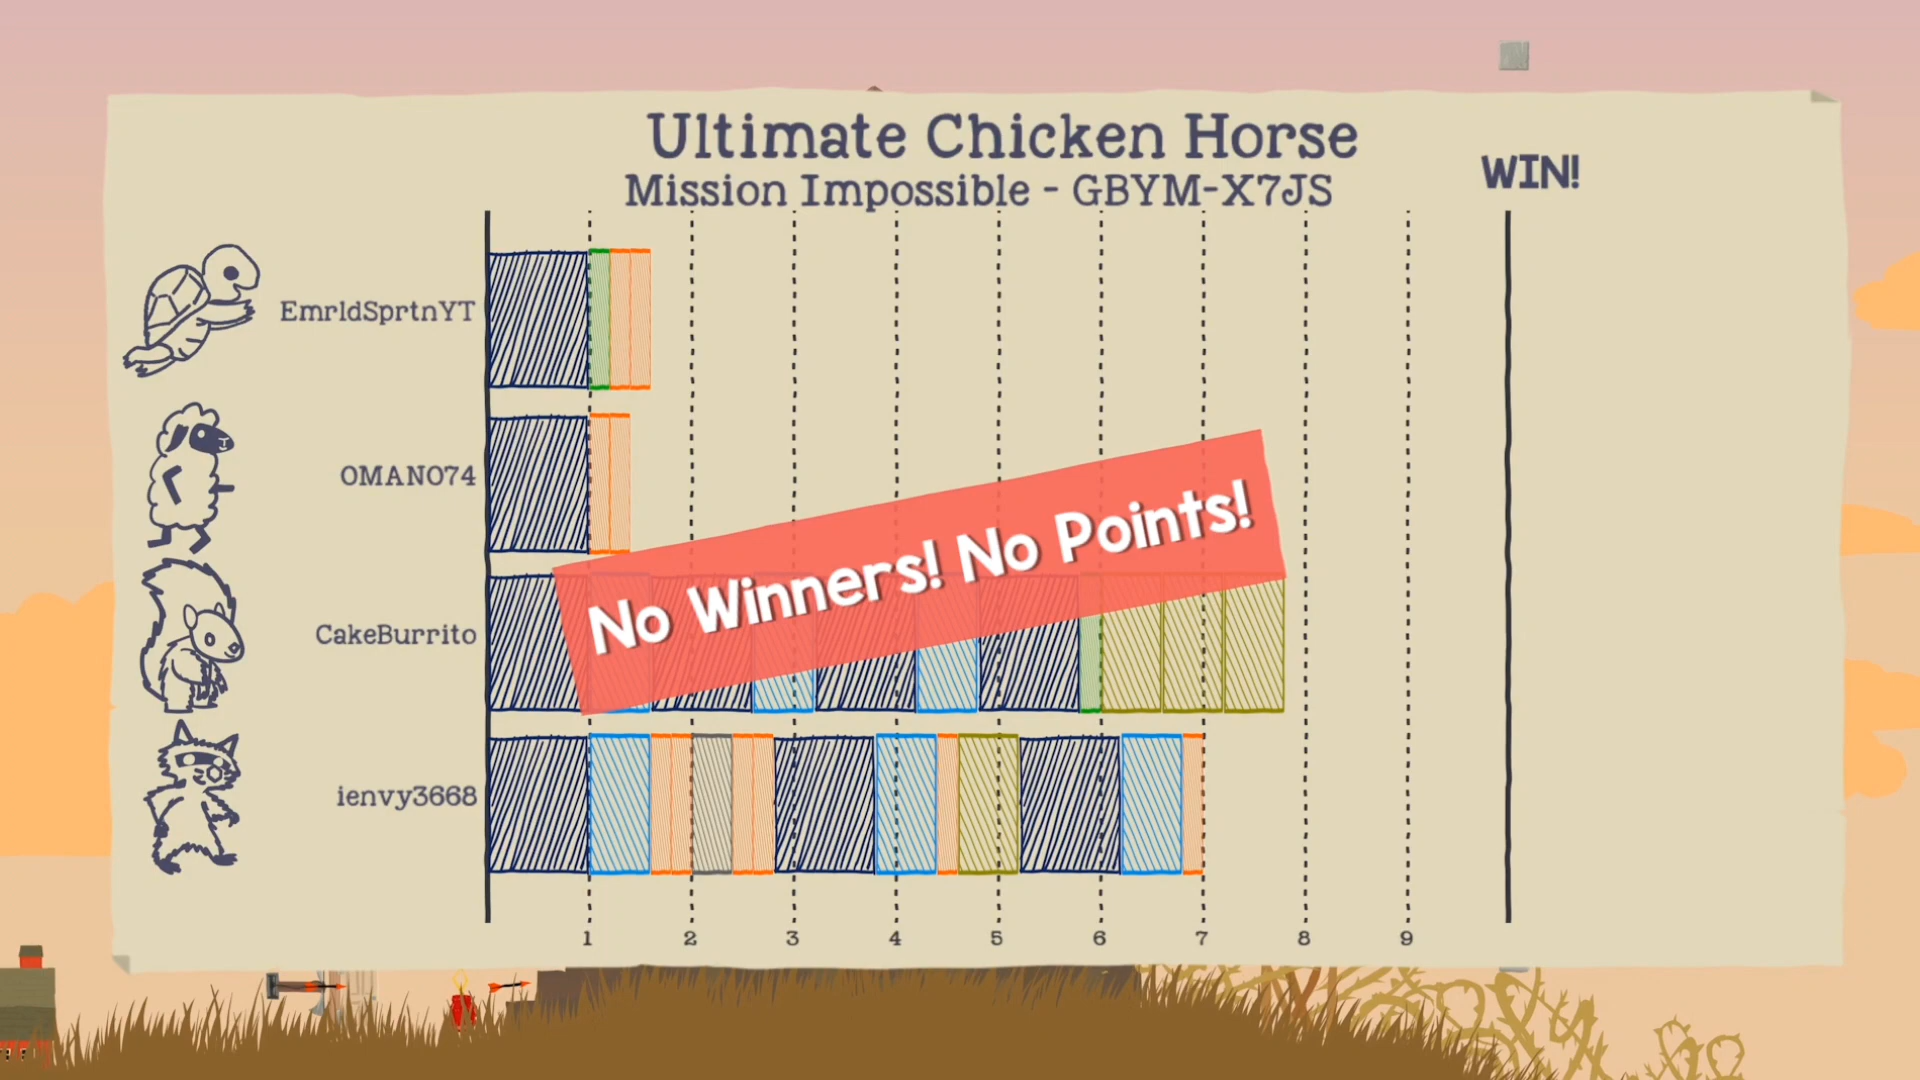 Ultimate Chicken Horse
Mission Impossible - GBYM-X7JS
WIN!
EmrldSprtnYT
OMANO74
CakeBurrito
ienvy3668
No Winners! No Points!
1 2 3 4 5 6 7 8 9